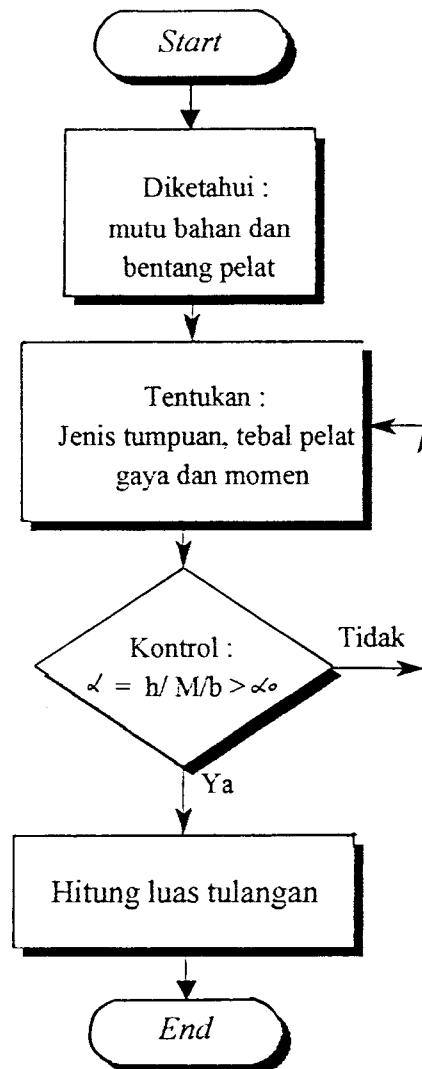 Start
Diketahui :
mutu bahan dan
bentang pelat
Tentukan :
Jenis tumpuan, tebal pelat
gaya dan momen
Kontrol :
α = h/ M/b > α₀
Tidak
Ya
Hitung luas tulangan
End